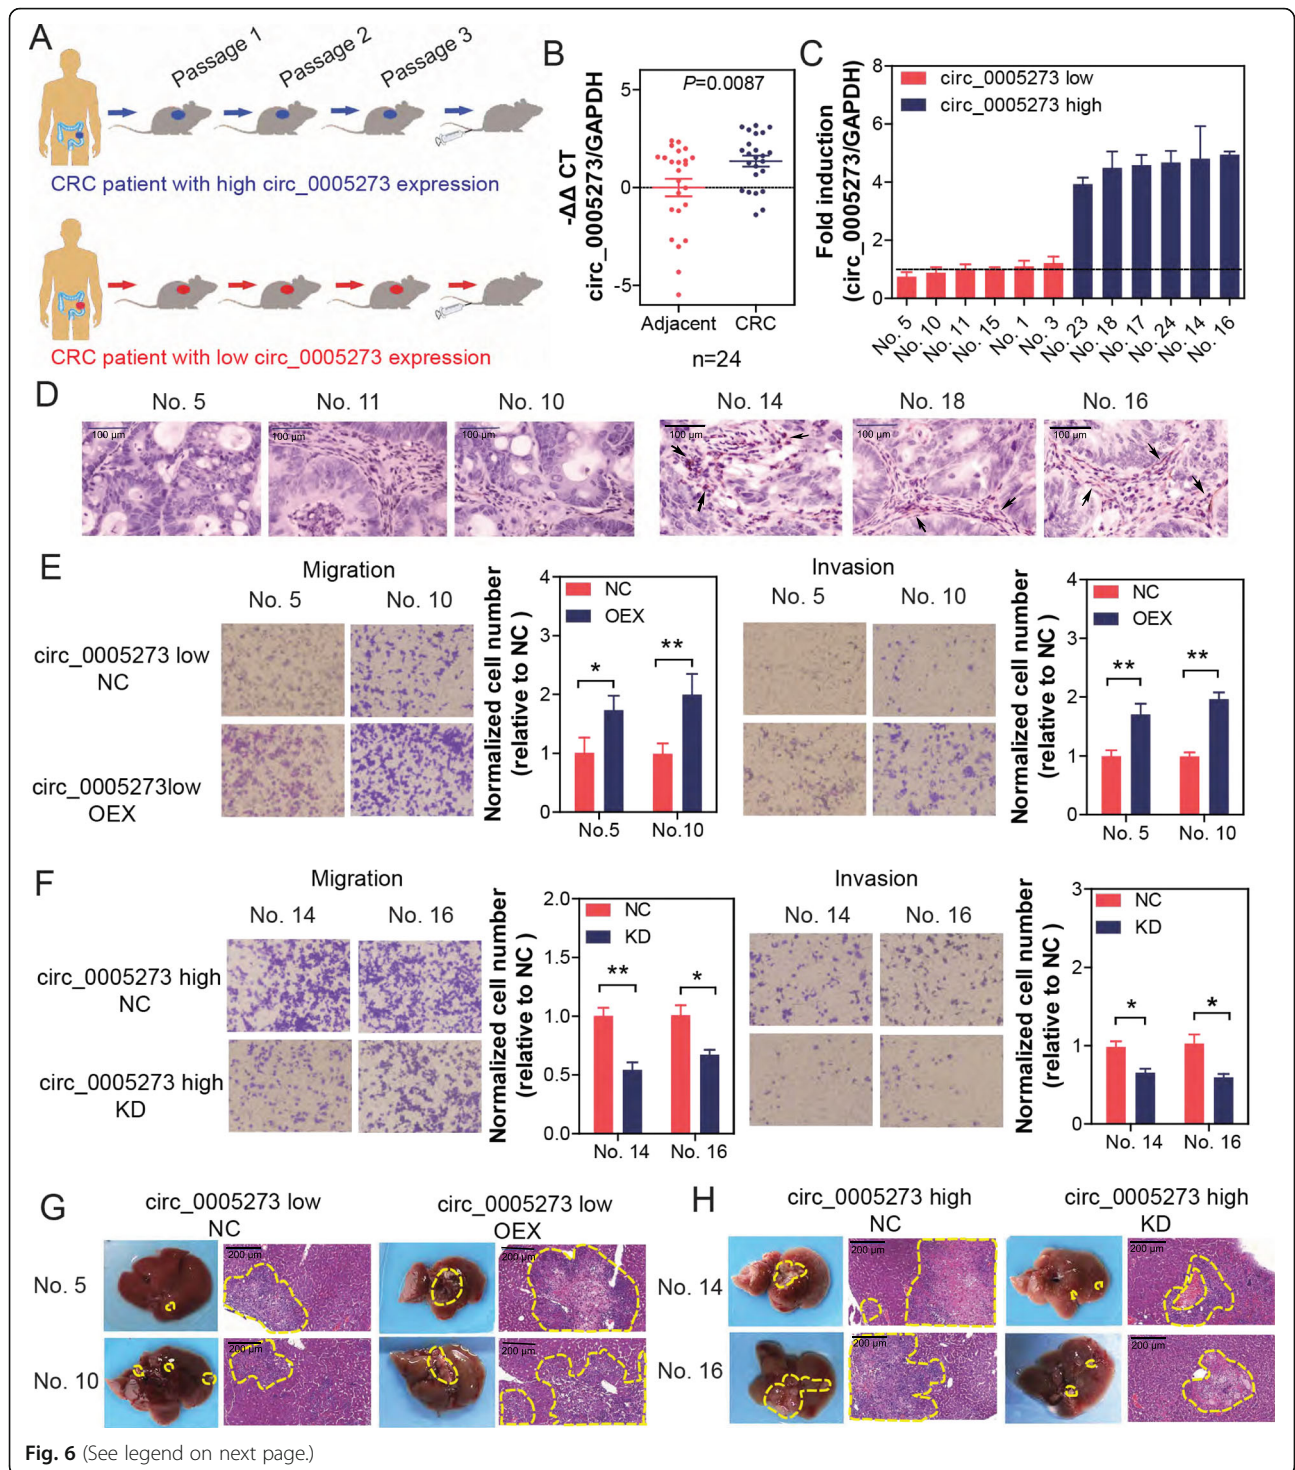 A
Passage 1
Passage 2
Passage 3
CRC patient with high circ_0005273 expression
CRC patient with low circ_0005273 expression
B
-ΔΔ CT
circ_0005273/GAPDH
P=0.0087
5
0
-5
Adjacent
CRC
n=24
C
Fold induction
(circ_0005273/GAPDH)
circ_0005273 low
circ_0005273 high
8
6
4
2
0
No. 5
No. 10
No. 11
No. 15
No. 1
No. 3
No. 23
No. 18
No. 17
No. 24
No. 14
No. 16
D
No. 5
No. 11
No. 10
No. 14
No. 18
No. 16
100 μm
100 μm
100 μm
100 μm
100 μm
100 μm
E
Migration
No. 5
No. 10
circ_0005273 low
NC
circ_0005273low
OEX
Normalized cell number
(relative to NC )
NC
OEX
4
3
2
1
0
*
**
No.5
No.10
Invasion
No. 5
No. 10
Normalized cell number
(relative to NC )
NC
OEX
4
3
2
1
0
**
**
No. 5
No. 10
F
Migration
No. 14
No. 16
circ_0005273 high
NC
circ_0005273 high
KD
Normalized cell number
(relative to NC )
NC
KD
2.0
1.5
1.0
0.5
0.0
**
*
No. 14
No. 16
Invasion
No. 14
No. 16
Normalized cell number
(relative to NC )
NC
KD
3
2
1
0
*
*
No. 14
No. 16
G
circ_0005273 low
NC
circ_0005273 low
OEX
No. 5
200 μm
200 μm
No. 10
200 μm
200 μm
H
circ_0005273 high
NC
circ_0005273 high
KD
No. 14
200 μm
200 μm
No. 16
200 μm
200 μm
Fig. 6 (See legend on next page.)